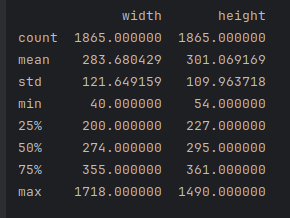 width height
count 1865.000000 1865.000000
mean 283.680429 301.069169
std 121.649159 109.963718
min 40.000000 54.000000
25% 200.000000 227.000000
50% 274.000000 295.000000
75% 355.000000 361.000000
max 1718.000000 1490.000000